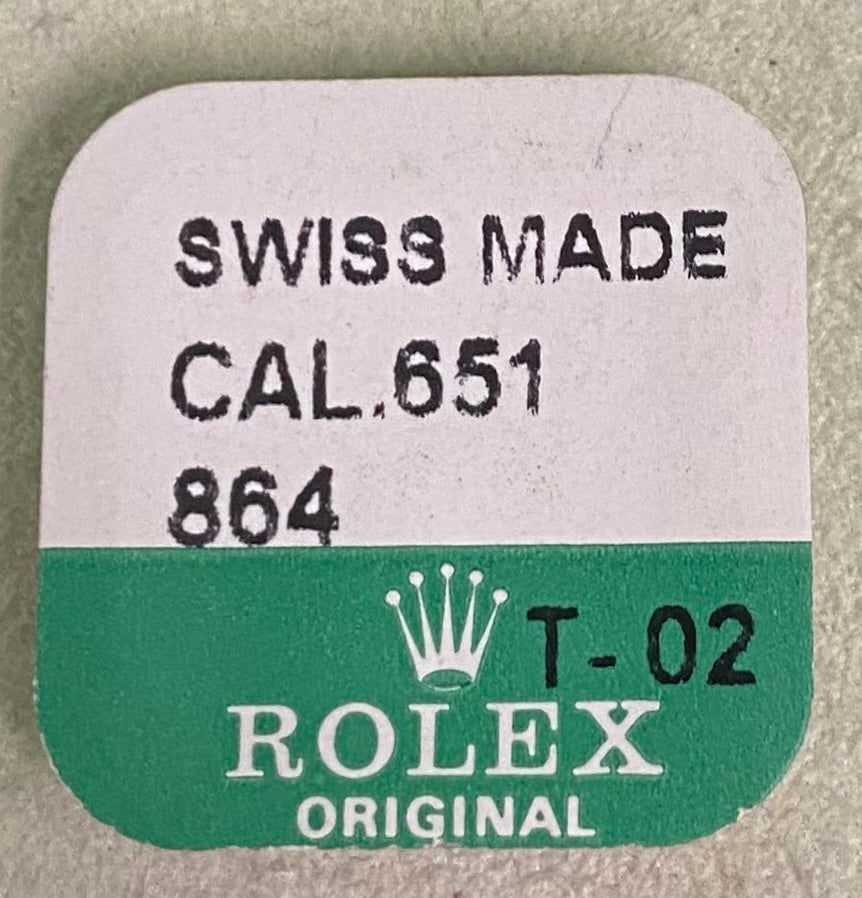 SWISS MADE
CAL.651
864
T-02
ROLEX
ORIGINAL